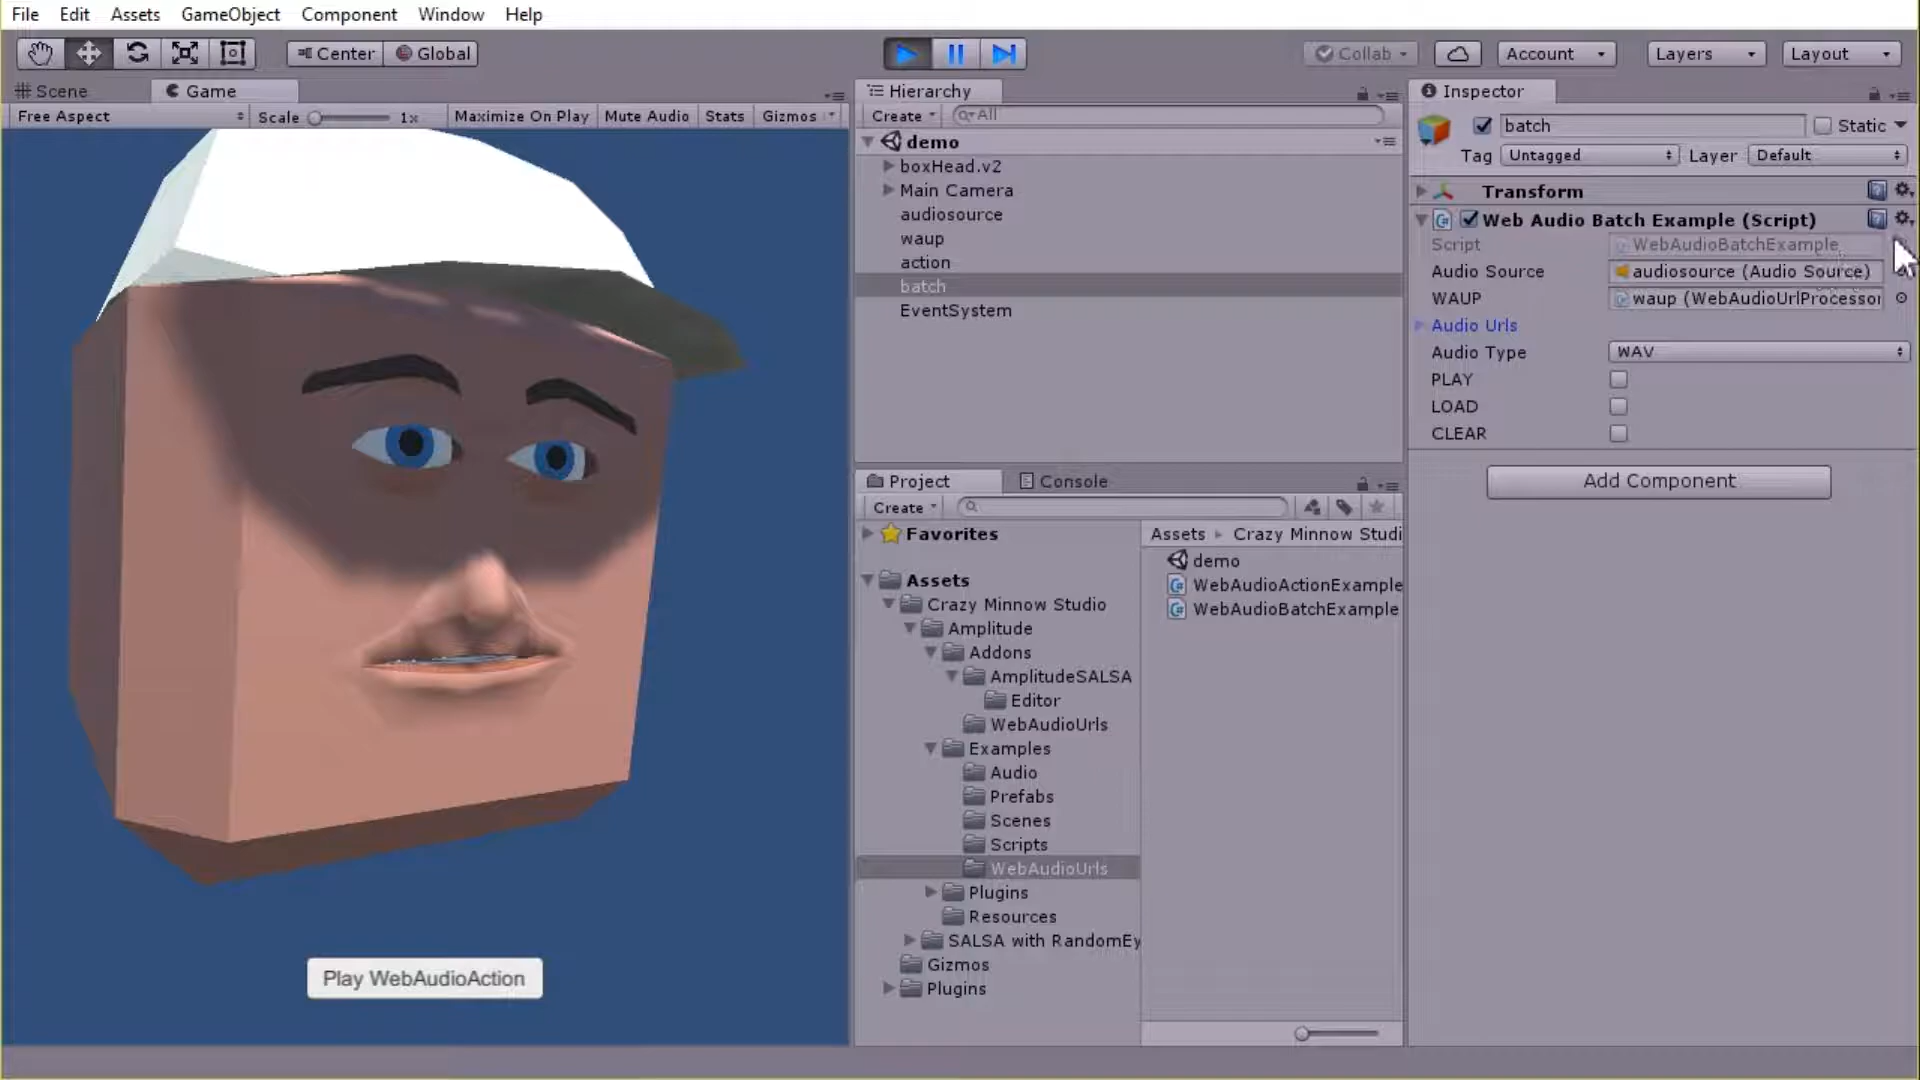 File Edit Assets GameObject Component Window Help
Center Global Collab Account Layers Layout
Scene Game
Free Aspect Scale 1x Maximize On Play Mute Audio Stats Gizmos
Play WebAudioAction
Hierarchy
Create All
demo
boxHead.v2
Main Camera
audiosource
waup
action
batch
EventSystem
Project Console
Create
Favorites
Assets
Crazy Minnow Studio
Amplitude
Addons
AmplitudeSALSA
Editor
WebAudioUrls
Examples
Audio
Prefabs
Scenes
Scripts
WebAudioUrls
Plugins
Resources
SALSA with RandomEy
Gizmos
Plugins
Assets Crazy Minnow Studi
demo
WebAudioActionExample
WebAudioBatchExample
Inspector
batch Static
Tag Untagged Layer Default
Transform
Web Audio Batch Example (Script)
Script WebAudioBatchExample
Audio Source audiosource (Audio Source)
WAUP waup (WebAudioUrlProcessor
Audio Urls
Audio Type WAV
PLAY
LOAD
CLEAR
Add Component